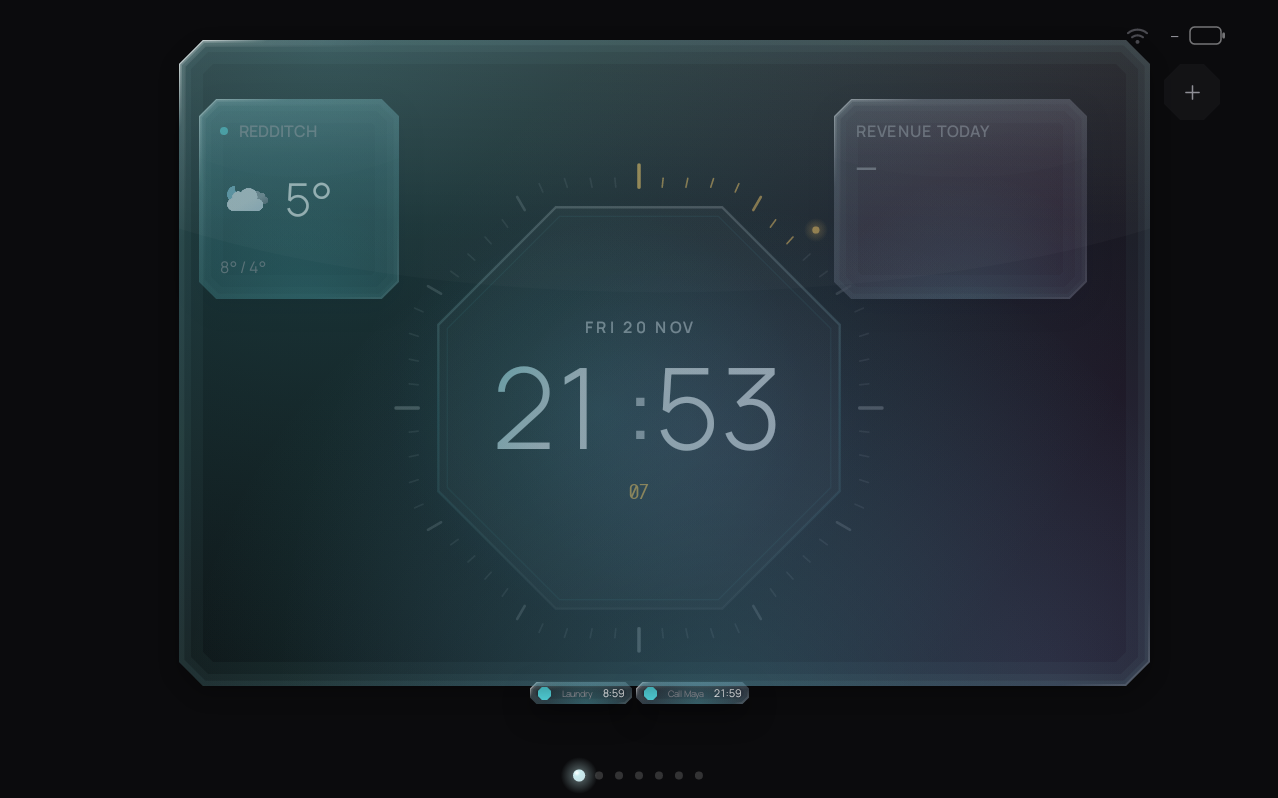 REDDITCH
5°
8° / 4°
REVENUE TODAY
—
FRI 20 NOV
21 :53
07
Laundry 8:59
Call Maya 21:59